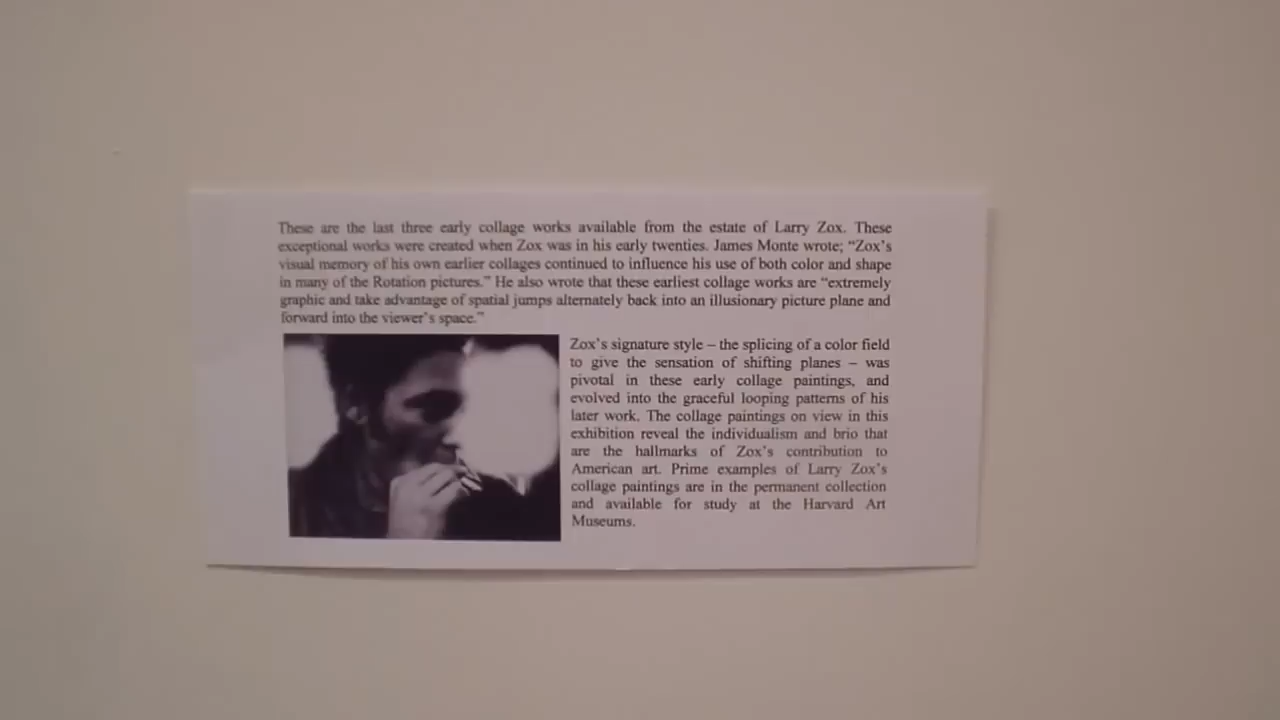 These are the last three early collage works available from the estate of Larry Zox. These
exceptional works were created when Zox was in his early twenties. James Monte wrote; “Zox’s
visual memory of his own earlier collages continued to influence his use of both color and shape
in many of the Rotation pictures.” He also wrote that these earliest collage works are “extremely
graphic and take advantage of spatial jumps alternately back into an illusionary picture plane and
forward into the viewer’s space.”
Zox’s signature style – the splicing of a color field
to give the sensation of shifting planes – was
pivotal in these early collage paintings, and
evolved into the graceful looping patterns of his
later work. The collage paintings on view in this
exhibition reveal the individualism and brio that
are the hallmarks of Zox’s contribution to
American art. Prime examples of Larry Zox’s
collage paintings are in the permanent collection
and available for study at the Harvard Art
Museums.